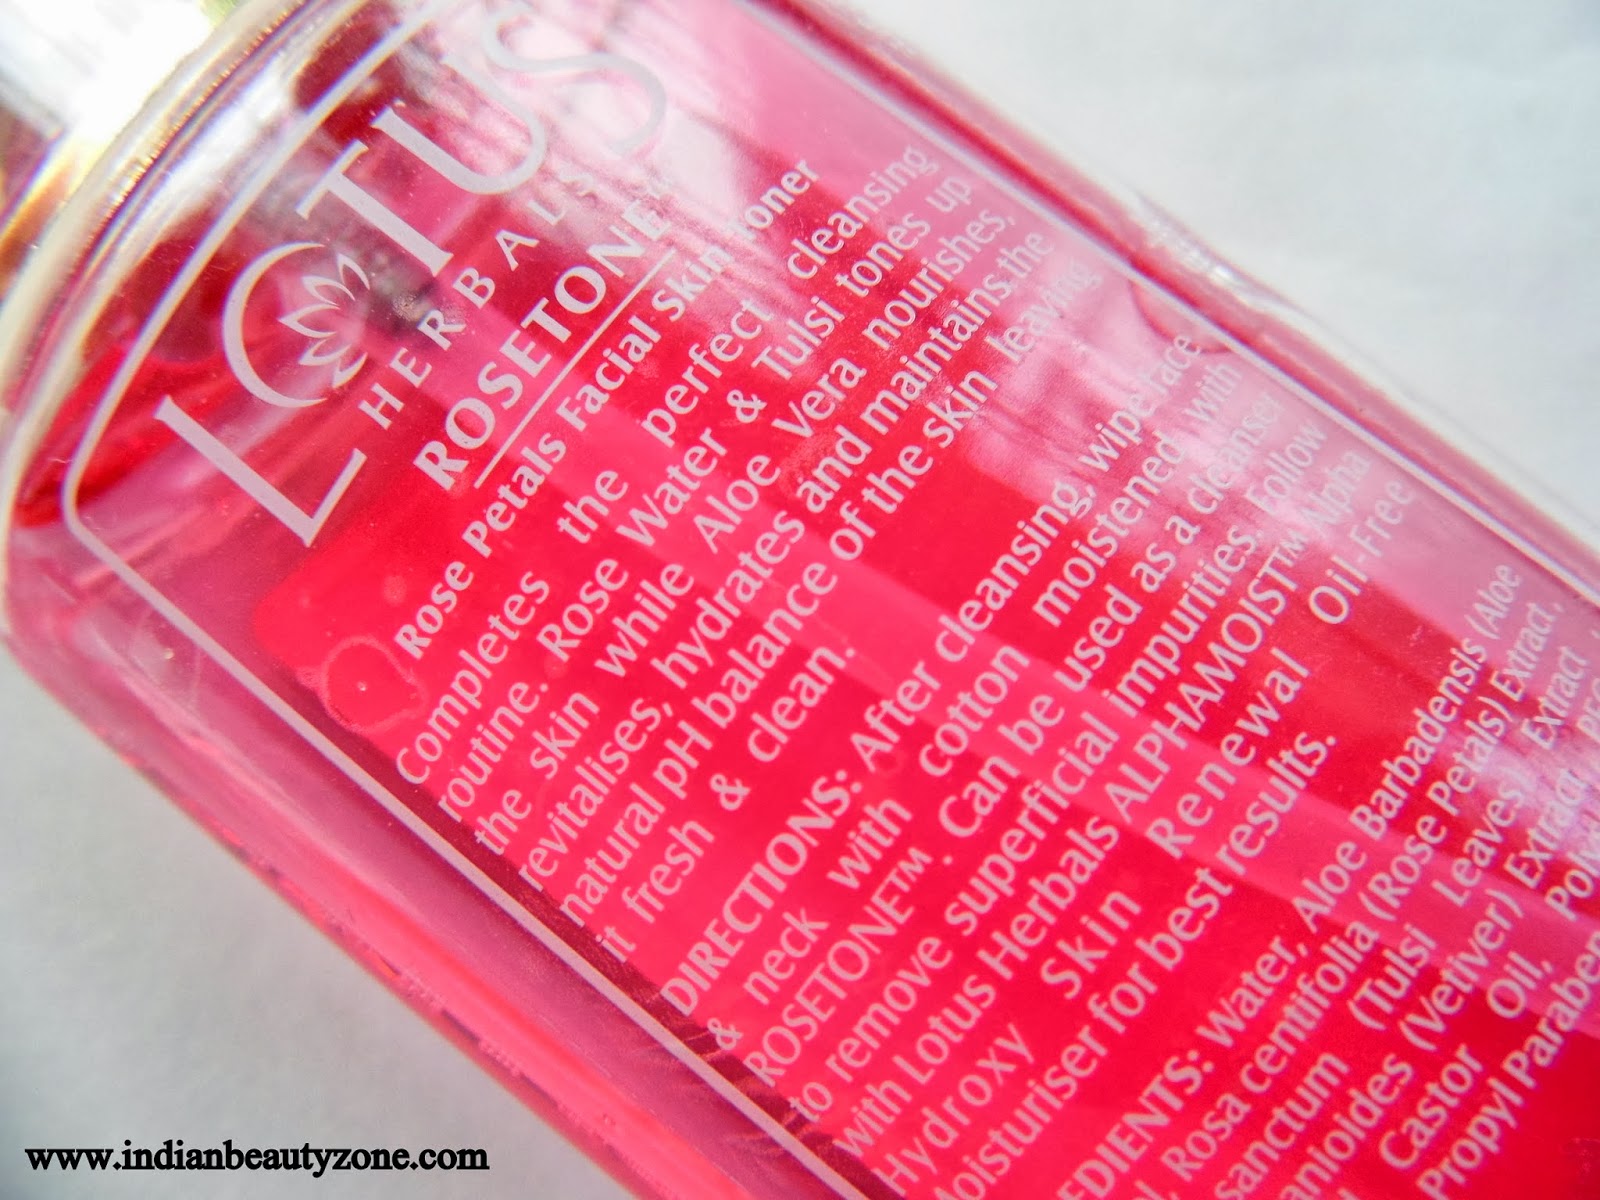 LOTUS
HERBALS
ROSETONE™
Rose Petals Facial Skin Toner
Completes the perfect cleansing
routine. Rose Water & Tulsi tones up
the skin while Aloe Vera nourishes,
revitalises, hydrates and maintains the
natural pH balance of the skin leaving
it fresh & clean.
DIRECTIONS: After cleansing, wipe face
& neck with cotton moistened with
ROSETONE™. Can be used as a cleanser
to remove superficial impurities. Follow
with Lotus Herbals ALPHAMOIST™ Alpha
Hydroxy Skin Renewal Oil-Free
Moisturiser for best results.
Water, Aloe Barbadensis (Aloe
Rosa centifolia (Rose Petals) Extract,
sanctum (Tulsi Leaves) Extract
(Vetiver) Extract,
Castor Oil,
Propyl Paraben
www.indianbeautyzone.com